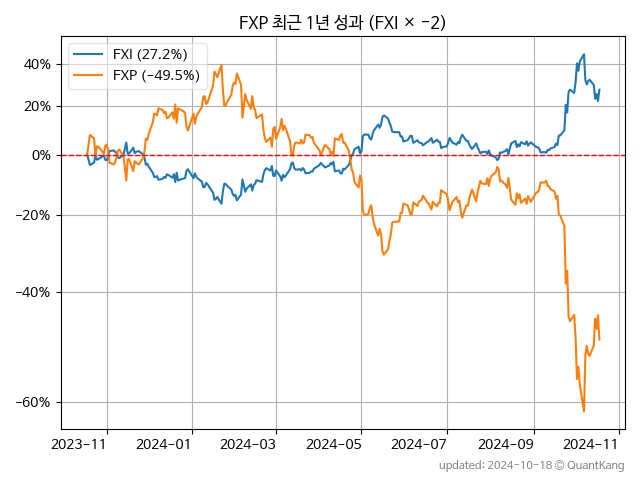 FXP 최근 1년 성과 (FXI × −2)
FXI (27.2%)
FXP (−49.5%)
40%
20%
0%
−20%
−40%
−60%
2023−11 2024−01 2024−03 2024−05 2024−07 2024−09 2024−11
updated: 2024-10-18 © QuantKang